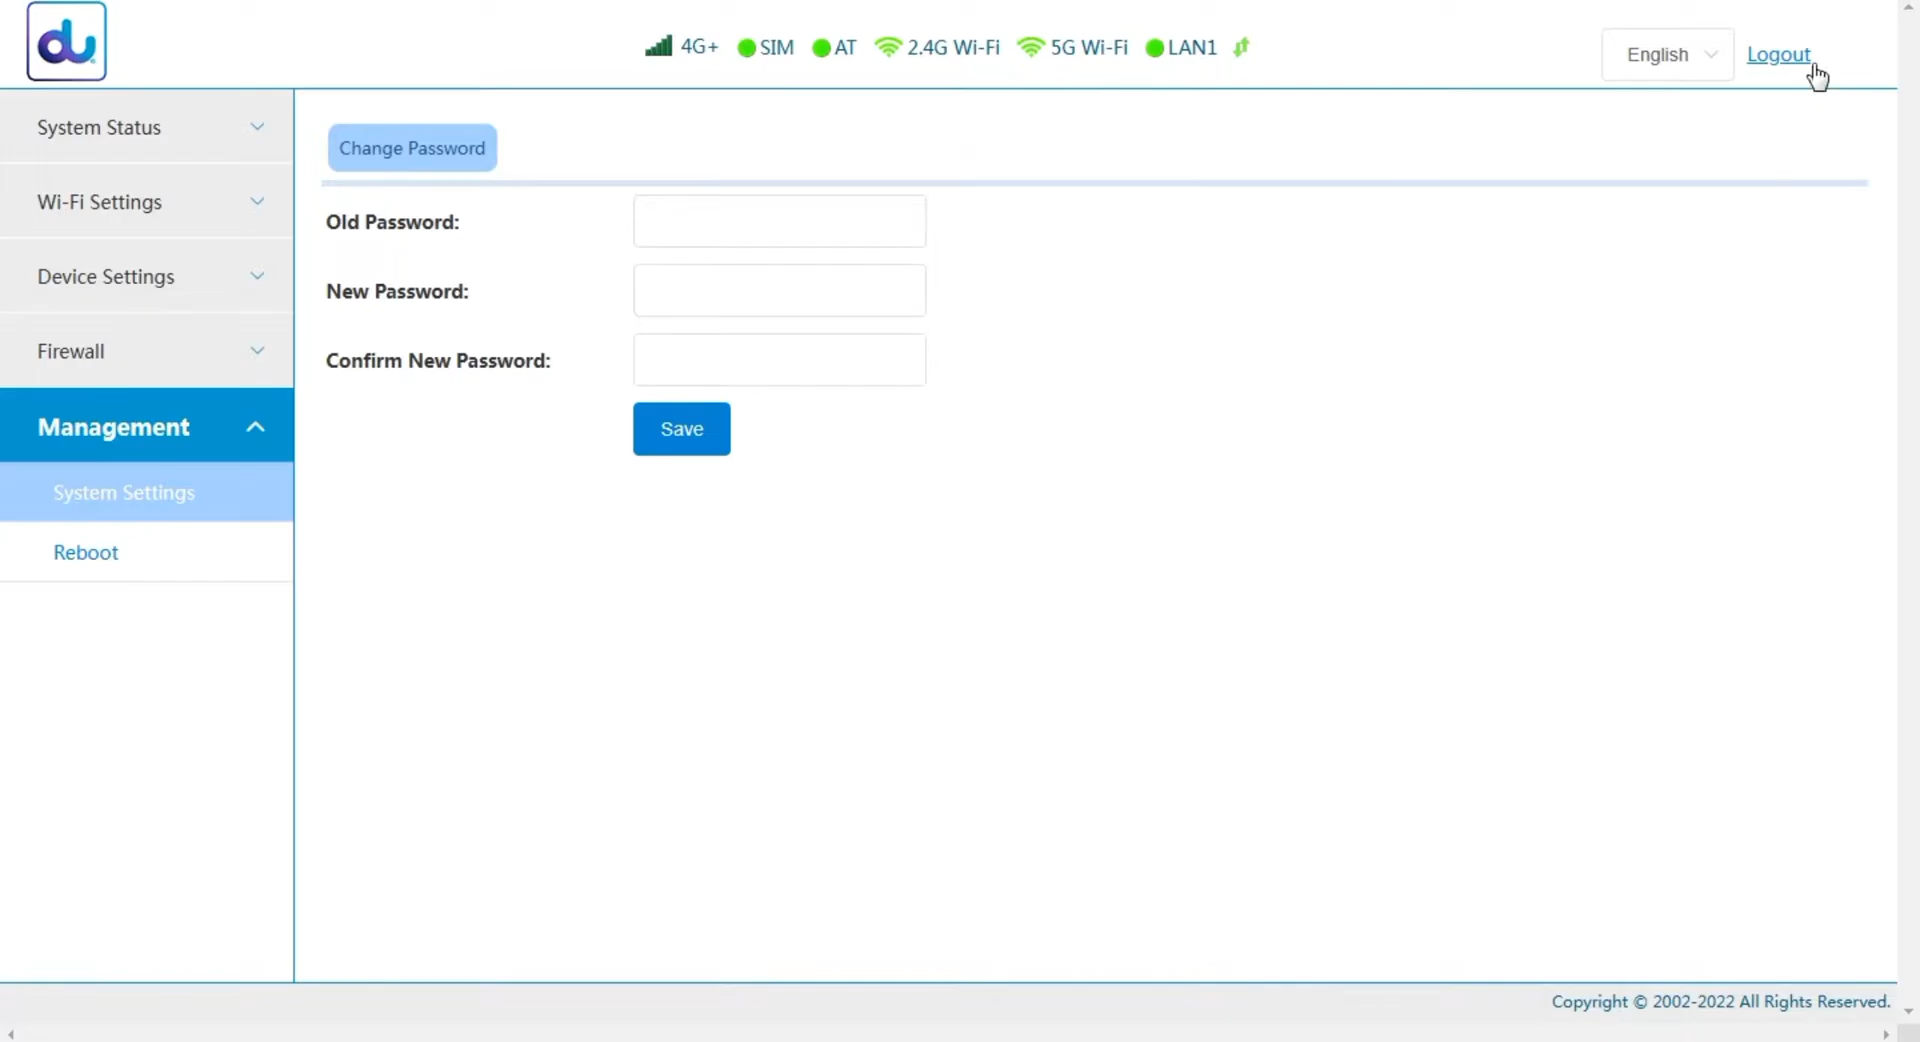 du
4G+ SIM AT 2.4G Wi-Fi 5G Wi-Fi LAN1
English Logout
System Status
Wi-Fi Settings
Device Settings
Firewall
Management
System Settings
Reboot
Change Password
Old Password:
New Password:
Confirm New Password:
Save
Copyright © 2002-2022 All Rights Reserved.